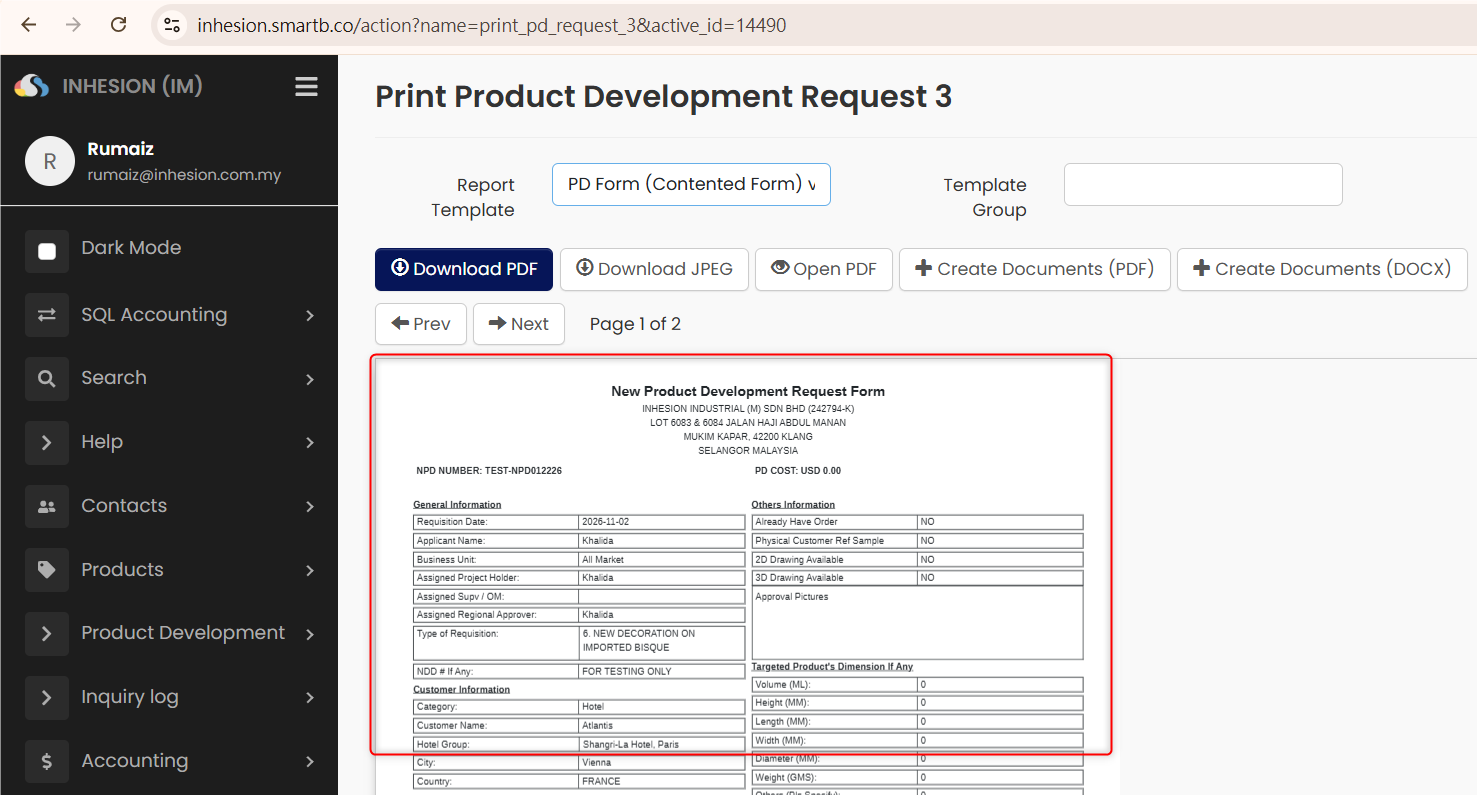 inhesion.smartb.co/action?name=print_pd_request_3&active_id=14490
INHESION (IM)
R
Rumaiz
rumaiz@inhesion.com.my
Dark Mode
SQL Accounting
Search
Help
Contacts
Products
Product Development
Inquiry log
$ Accounting
Print Product Development Request 3
Report Template
PD Form (Contented Form) v
Template Group
Download PDF
Download JPEG
Open PDF
Create Documents (PDF)
Create Documents (DOCX)
Prev
Next
Page 1 of 2
New Product Development Request Form
INHESION INDUSTRIAL (M) SDN BHD (242794-K)
LOT 6083 & 6084 JALAN HAJI ABDUL MANAN
MUKIM KAPAR, 42200 KLANG
SELANGOR MALAYSIA
NPD NUMBER: TEST-NPD012226
PD COST: USD 0.00
General Information
Requisition Date: 2026-11-02
Applicant Name: Khalida
Business Unit: All Market
Assigned Project Holder: Khalida
Assigned Supv / OM:
Assigned Regional Approver: Khalida
Type of Requisition: 6. NEW DECORATION ON
IMPORTED BISQUE
NDD # If Any: FOR TESTING ONLY
Customer Information
Category: Hotel
Customer Name: Atlantis
Hotel Group: Shangri-La Hotel, Paris
City: Vienna
Country: FRANCE
Others Information
Already Have Order NO
Physical Customer Ref Sample NO
2D Drawing Available NO
3D Drawing Available NO
Approval Pictures
Targeted Product's Dimension If Any
Volume (ML): 0
Height (MM): 0
Length (MM): 0
Width (MM): 0
Diameter (MM): 0
Weight (GMS): 0
Others (Pls Specify): 0